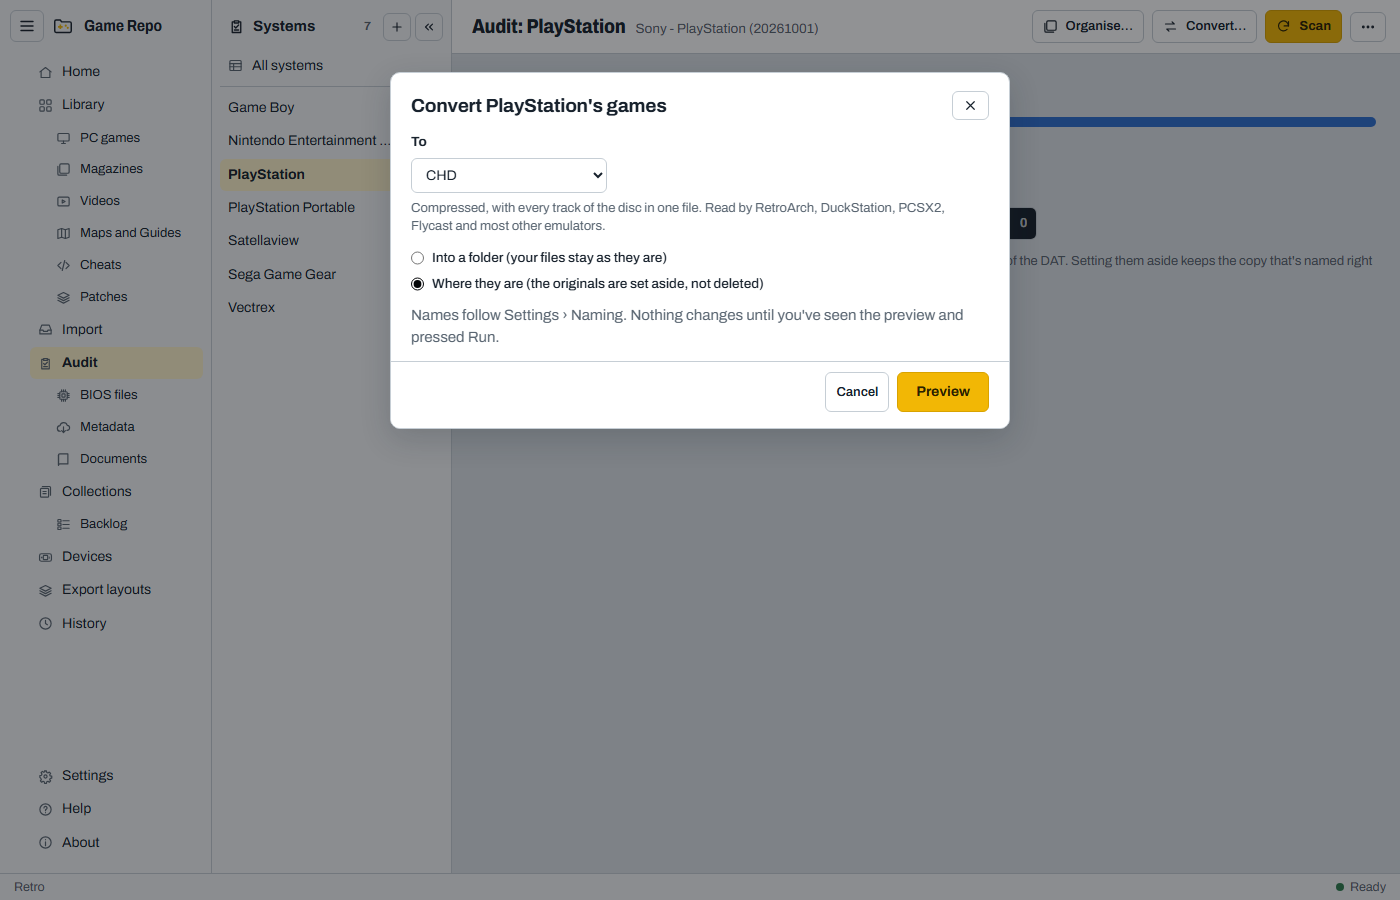 Game Repo
Home
Library
PC games
Magazines
Videos
Maps and Guides
Cheats
Patches
Import
Audit
BIOS files
Metadata
Documents
Collections
Backlog
Devices
Export layouts
History
Settings
Help
About
Systems 7
All systems
Game Boy
Nintendo Entertainment ...
PlayStation
PlayStation Portable
Satellaview
Sega Game Gear
Vectrex
Audit: PlayStation Sony - PlayStation (20261001)
Organise... Convert... Scan
0
of the DAT. Setting them aside keeps the copy that's named right
Convert PlayStation's games
To
CHD
Compressed, with every track of the disc in one file. Read by RetroArch, DuckStation, PCSX2,
Flycast and most other emulators.
Into a folder (your files stay as they are)
Where they are (the originals are set aside, not deleted)
Names follow Settings › Naming. Nothing changes until you've seen the preview and
pressed Run.
Cancel Preview
Retro
Ready